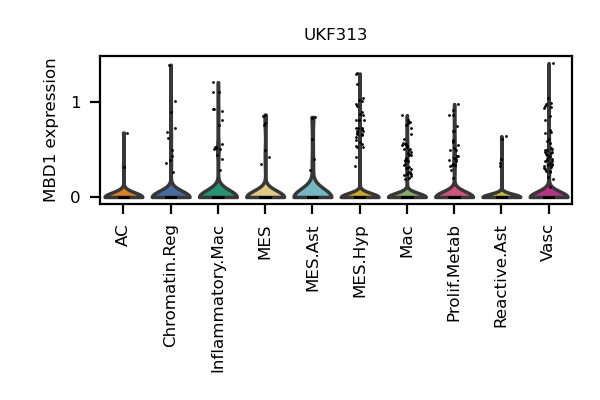 UKF313
MBD1 expression
1
0
AC
Chromatin.Reg
Inflammatory.Mac
MES
MES.Ast
MES.Hyp
Mac
Prolif.Metab
Reactive.Ast
Vasc